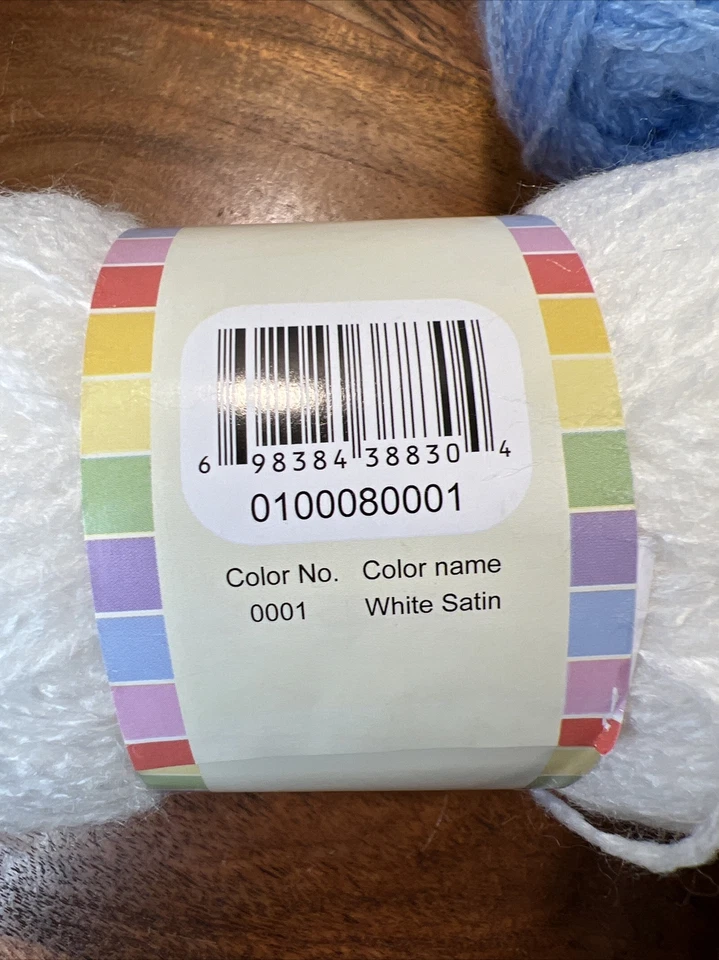 6 98384 38830 4
0100080001
Color No. Color name
0001 White Satin